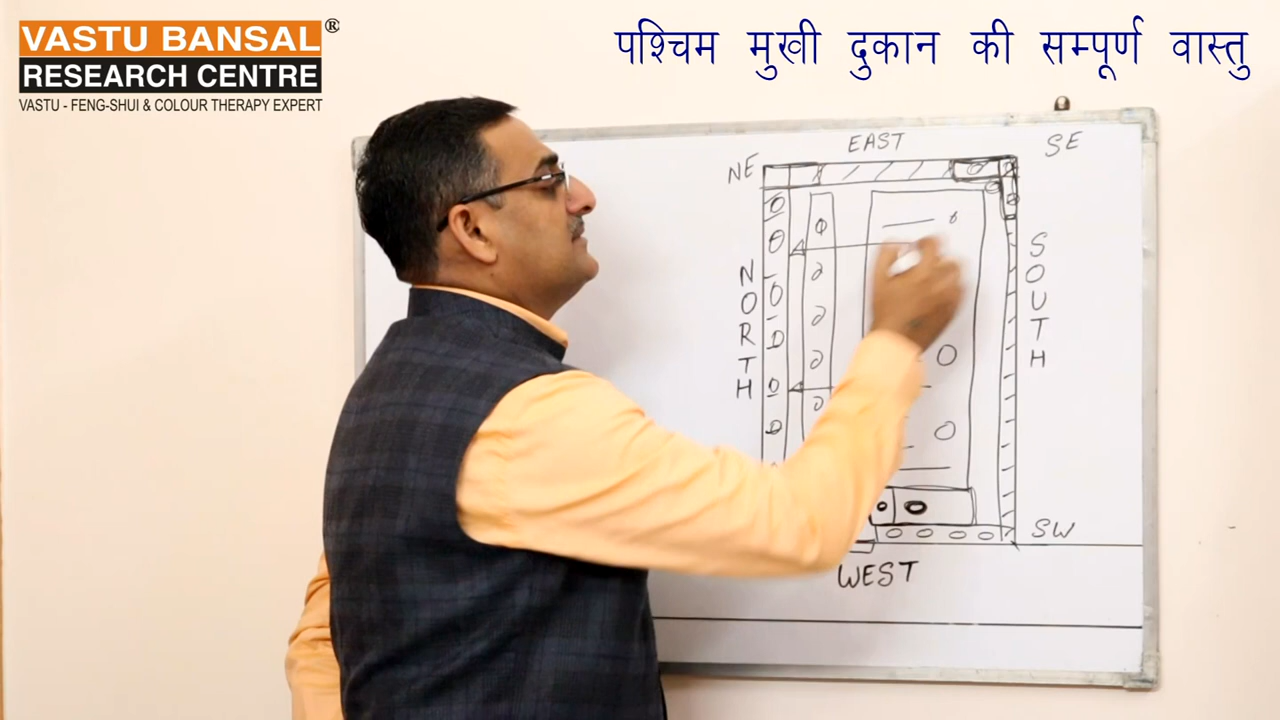 VASTU BANSAL ®
RESEARCH CENTRE
VASTU - FENG-SHUI & COLOUR THERAPY EXPERT
पश्चिम मुखी दुकान की सम्पूर्ण वास्तु
EAST
NE
SE
NORTH
SOUTH
SW
WEST